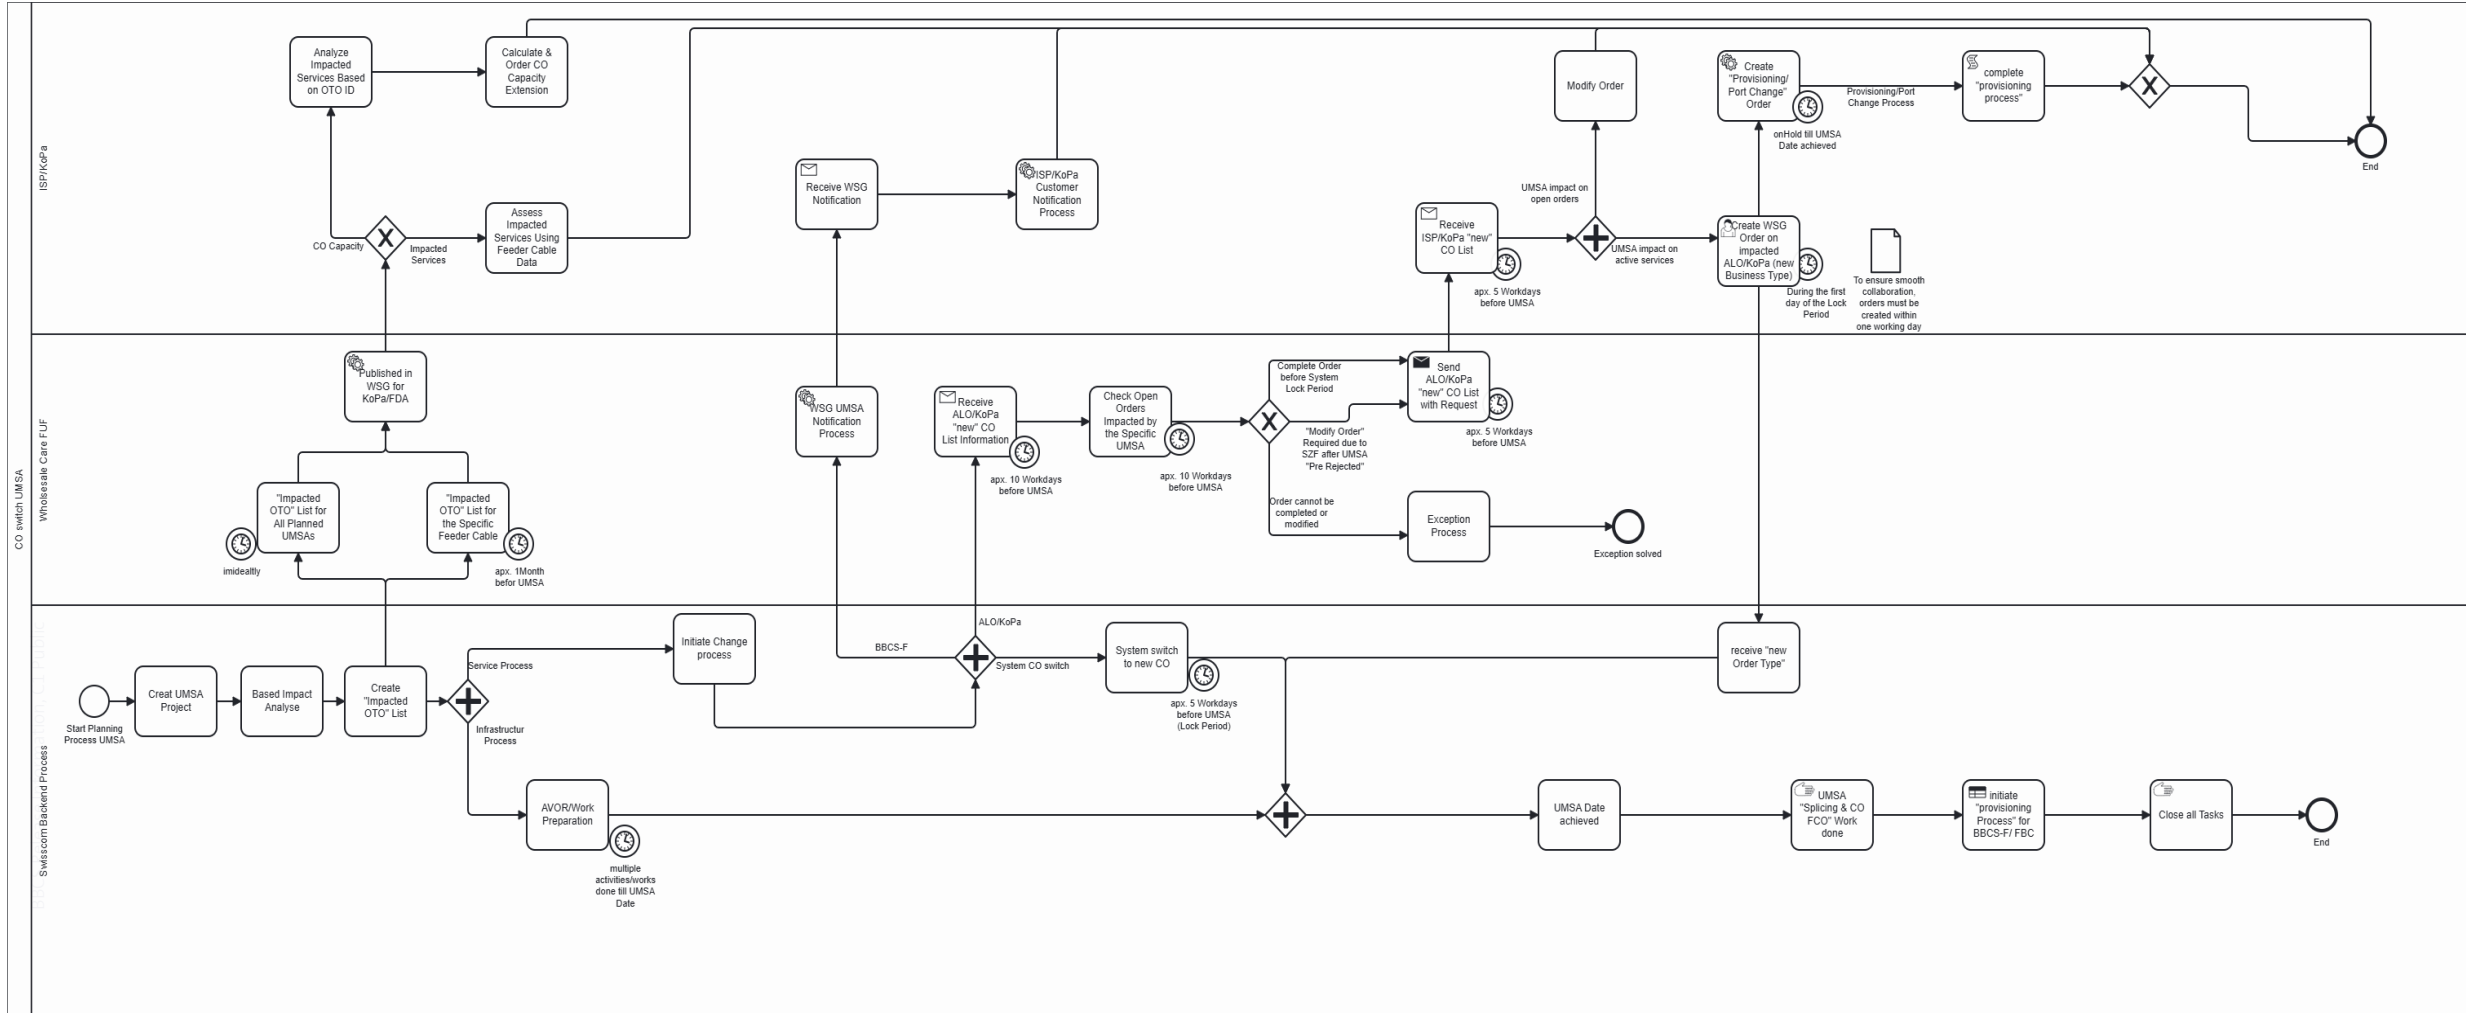 CO switch UMSA
ISP/KoPa
Analyze
Impacted
Services Based
on OTO ID
Calculate &
Order CO
Capacity
Extension
CO Capacity
Impacted
Services
Assess
Impacted
Services Using
Feeder Cable
Data
Receive WSG
Notification
ISP/KoPa
Customer
Notification
Process
Receive
ISP/KoPa "new"
CO List
apx. 5 Workdays
before UMSA
UMSA impact on
open orders
Modify Order
UMSA impact on
active services
Create
"Provisioning/
Port Change"
Order
onHold till UMSA
Date achieved
Provisioning/Port
Change Process
complete
"provisioning
process"
End
Create WSG
Order on
impacted
ALO/KoPa (new
Business Type)
During the first
day of the Lock
Period
To ensure smooth
collaboration,
orders must be
created within
one working day
Wholsesale Care FUF
Published in
WSG for
KoPa/FDA
"Impacted
OTO" List for
All Planned
UMSAs
imidealtly
"Impacted
OTO" List for
the Specific
Feeder Cable
apx. 1Month
befor UMSA
WSG UMSA
Notification
Process
Receive
ALO/KoPa
"new" CO
List Information
apx. 10 Workdays
before UMSA
Check Open
Orders
Impacted by
the Specific
UMSA
apx. 10 Workdays
before UMSA
Complete Order
before System
Lock Period
"Modify Order"
Required due to
SZF after UMSA
"Pre Rejected"
Order cannot be
completed or
modified
Send
ALO/KoPa
"new" CO List
with Request
apx. 5 Workdays
before UMSA
Exception
Process
Exception solved
Swisscom Backend Process
Start Planning
Process UMSA
Creat UMSA
Project
Based Impact
Analyse
Create
"Impacted
OTO" List
Service Process
Infrastructur
Process
Initiate Change
process
AVOR/Work
Preparation
multiple
activities/works
done till UMSA
Date
BBCS-F
ALO/KoPa
System CO switch
System switch
to new CO
apx. 5 Workdays
before UMSA
(Lock Period)
receive "new
Order Type"
UMSA Date
achieved
UMSA
"Splicing & CO
FCO" Work
done
initiate
"provisioning
Process" for
BBCS-F/ FBC
Close all Tasks
End